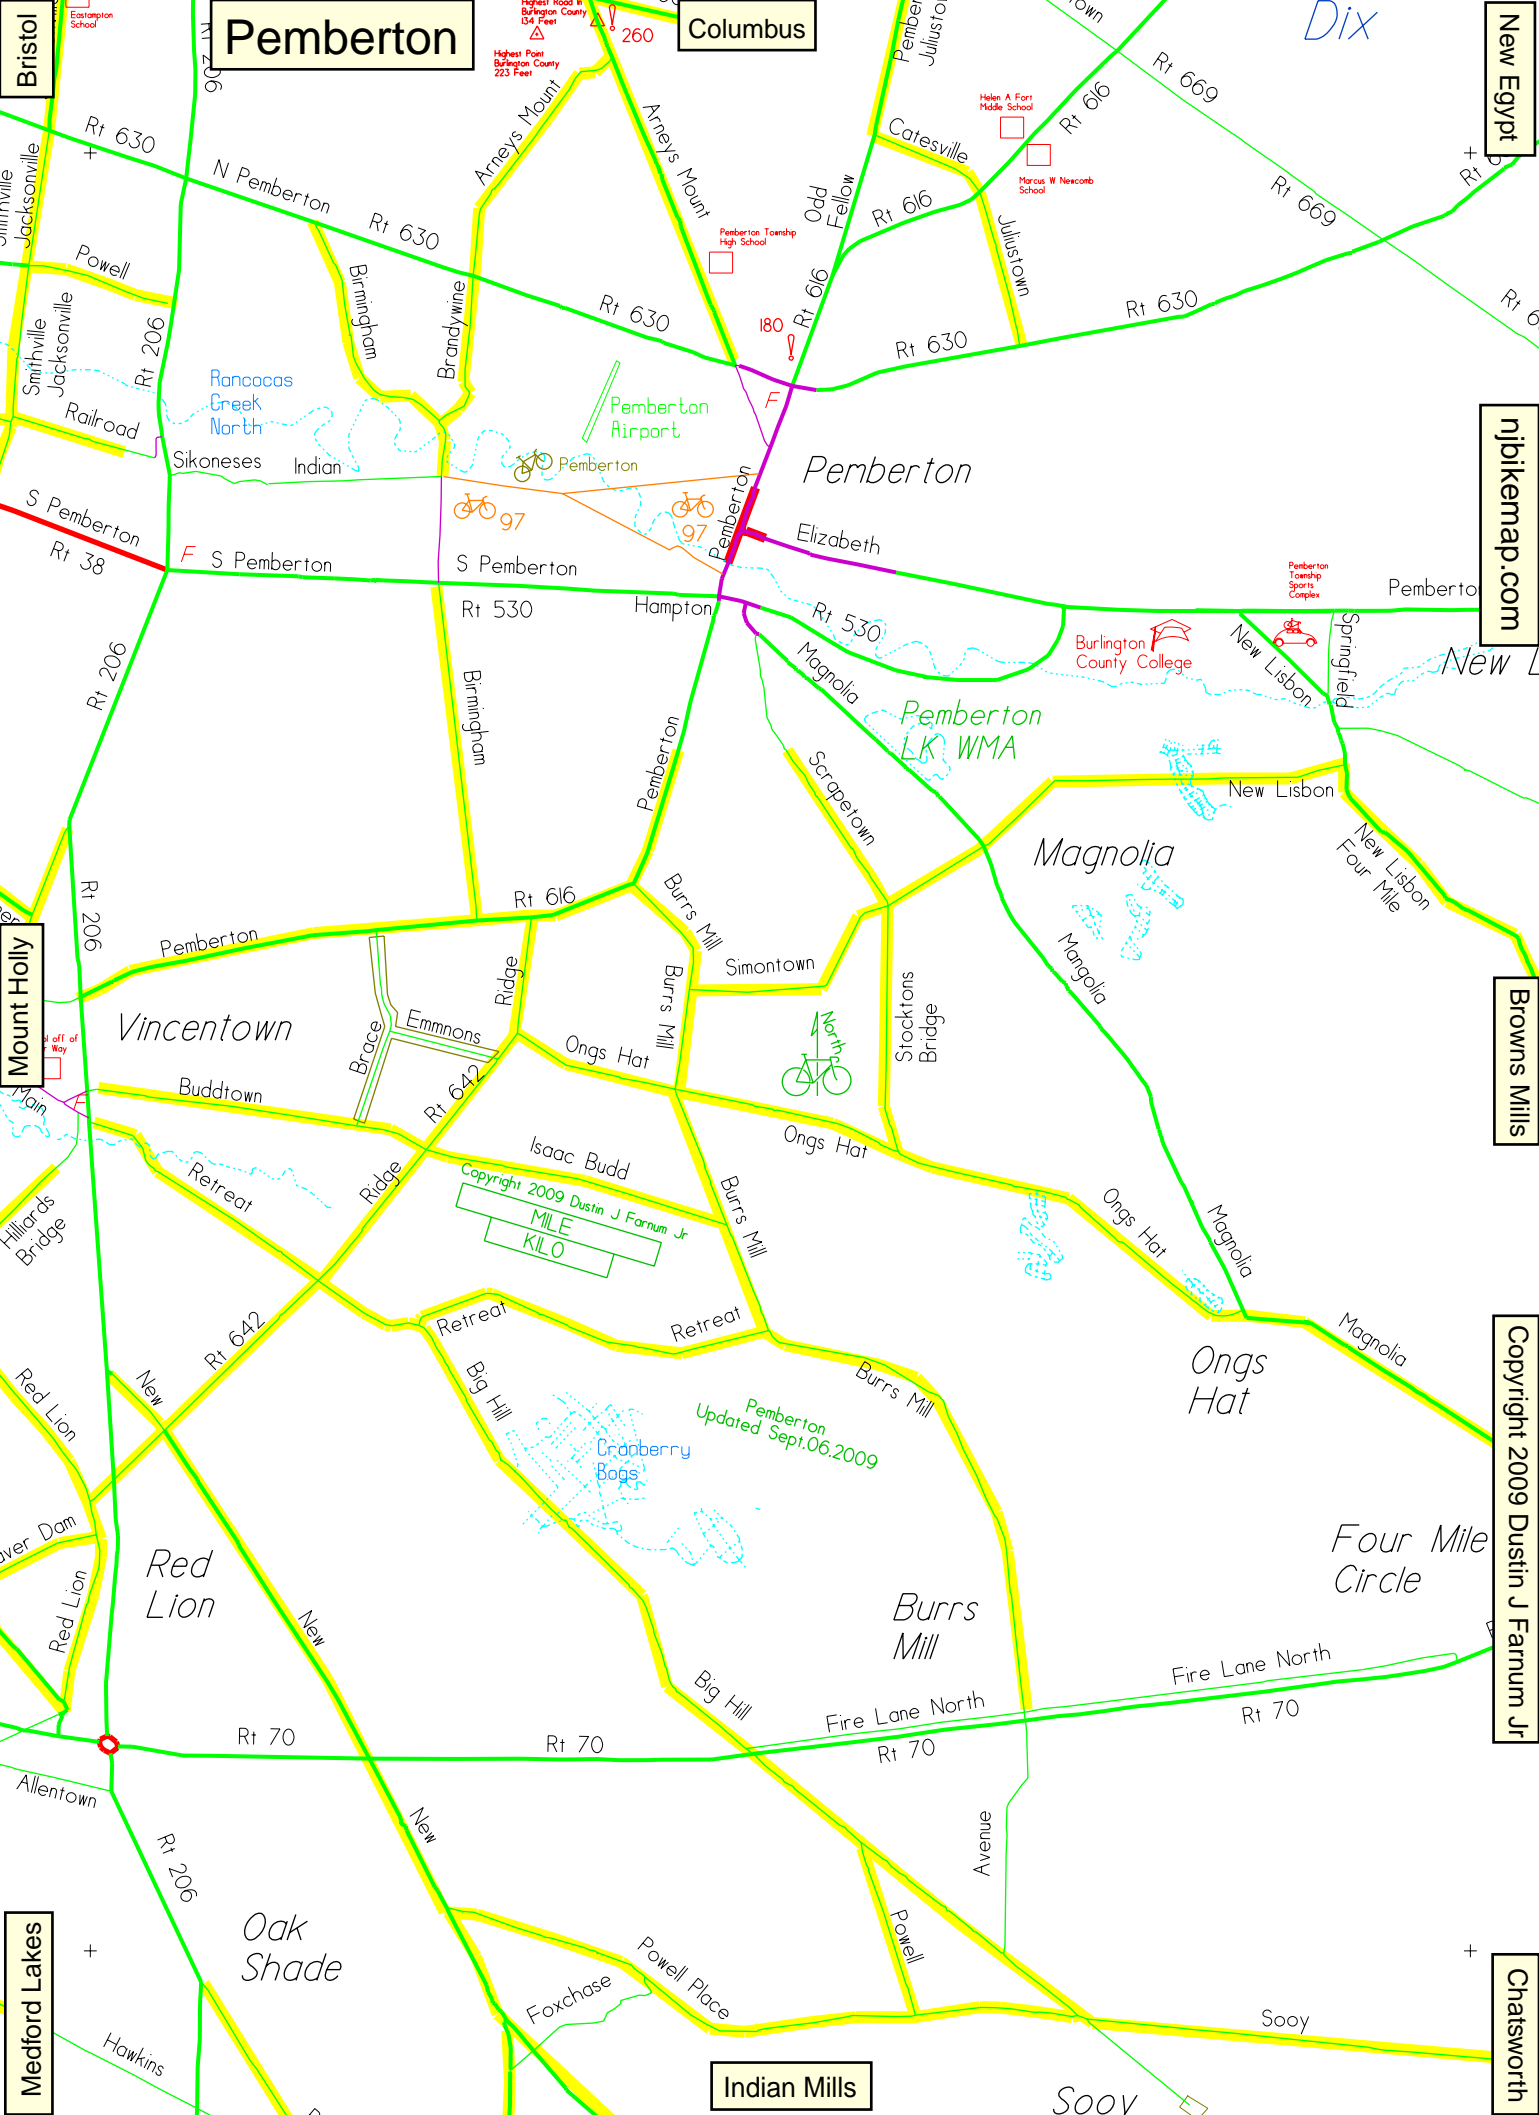 Bristol
Eastampton
School
Rt 206
Pemberton
Highest Road In
Burlington County
134 Feet
Highest Point
Burlington County
223 Feet
260
Columbus
Dix
New Egypt
Rt 630
N Pemberton
Rt 630
Arneys Mount
Arneys Mount
Catesville
Helen A Fort
Middle School
Rt 616
Rt 669
Marcus W Newcomb
School
Rt 616
Rt 669
Odd
Fellow
Jacksonville
Powell
Birmingham
Brandywine
Rt 630
Pemberton Township
High School
Rt 616
180
Juliustown
Rt 630
Rt 630
Smithville
Jacksonville
Rt 206
Railroad
Rancocas
Creek
North
Pemberton
Airport
F
Sikoneses
Indian
Pemberton
97
97
Pemberton
Pemberton
njbikemap.com
S Pemberton
Rt 38
F
S Pemberton
S Pemberton
Rt 530
Hampton
Elizabeth
Rt 530
Pemberton
Township
Sports
Complex
Burlington
County College
New Lisbon
Springfield
Rt 206
Birmingham
Pemberton
Magnolia
Pemberton
LK WMA
Scrapetown
New Lisbon
Magnolia
New Lisbon
Four Mile
Rt 206
Rt 616
Burrs Mill
Pemberton
Ridge
Burrs Mill
Simontown
Stocktons
Bridge
Mangolia
Mount Holly
Vincentown
Brace
Emmnons
Ongs Hat
North
Browns Mills
Main
F
Buddtown
Rt 642
Ongs Hat
Isaac Budd
Retreat
Ridge
Copyright 2009 Dustin J Farnum Jr
MILE
KILO
Burrs Mill
Ongs Hat
Magnolia
Hilliards
Bridge
Rt 642
Retreat
Retreat
Magnolia
Ongs
Hat
Red Lion
New
Big Hill
Burrs Mill
Pemberton
Updated Sept.06.2009
Cranberry
Bogs
Copyright 2009 Dustin J Farnum Jr
Red
Lion
Red Lion
New
Burrs
Mill
Four Mile
Circle
Big Hill
Fire Lane North
Fire Lane North
Rt 70
Rt 70
Rt 70
Rt 70
Allentown
Rt 206
New
Avenue
Powell
Oak
Shade
Medford Lakes
Hawkins
Foxchase
Powell Place
Sooy
Indian Mills
Sooy
Chatsworth